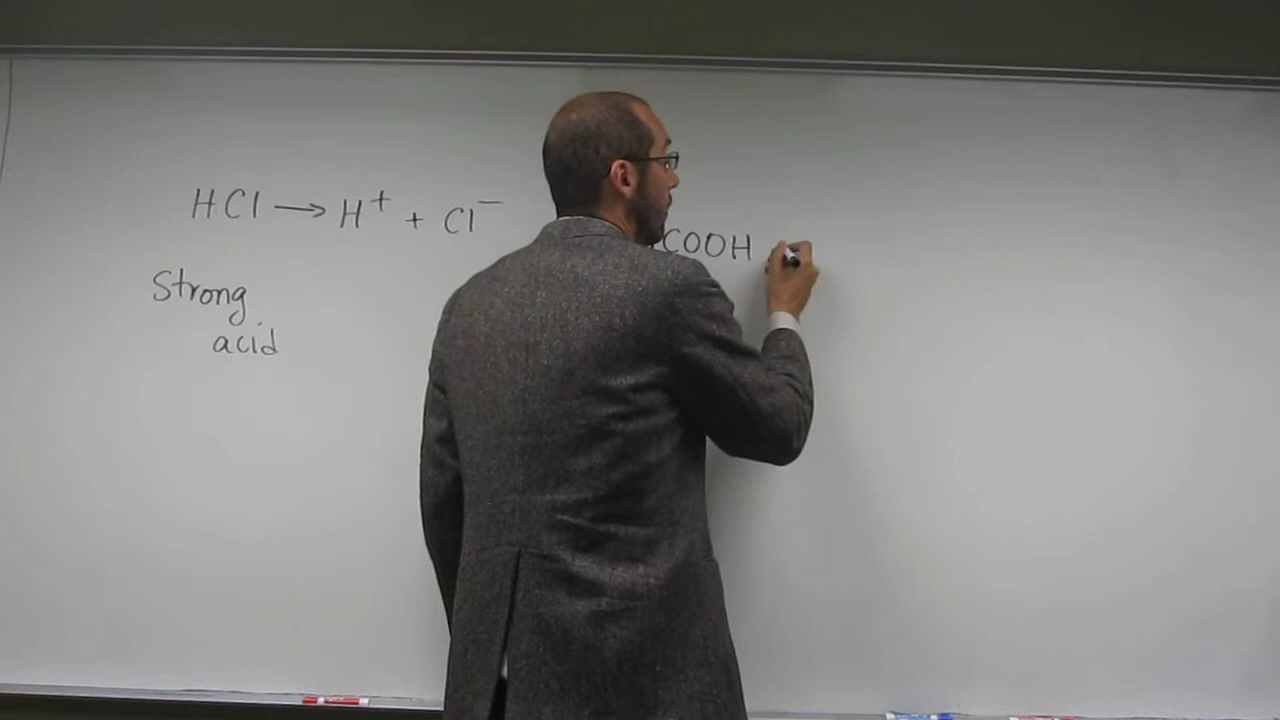 HCl → H⁺ + Cl⁻
COOH
Strong
acid